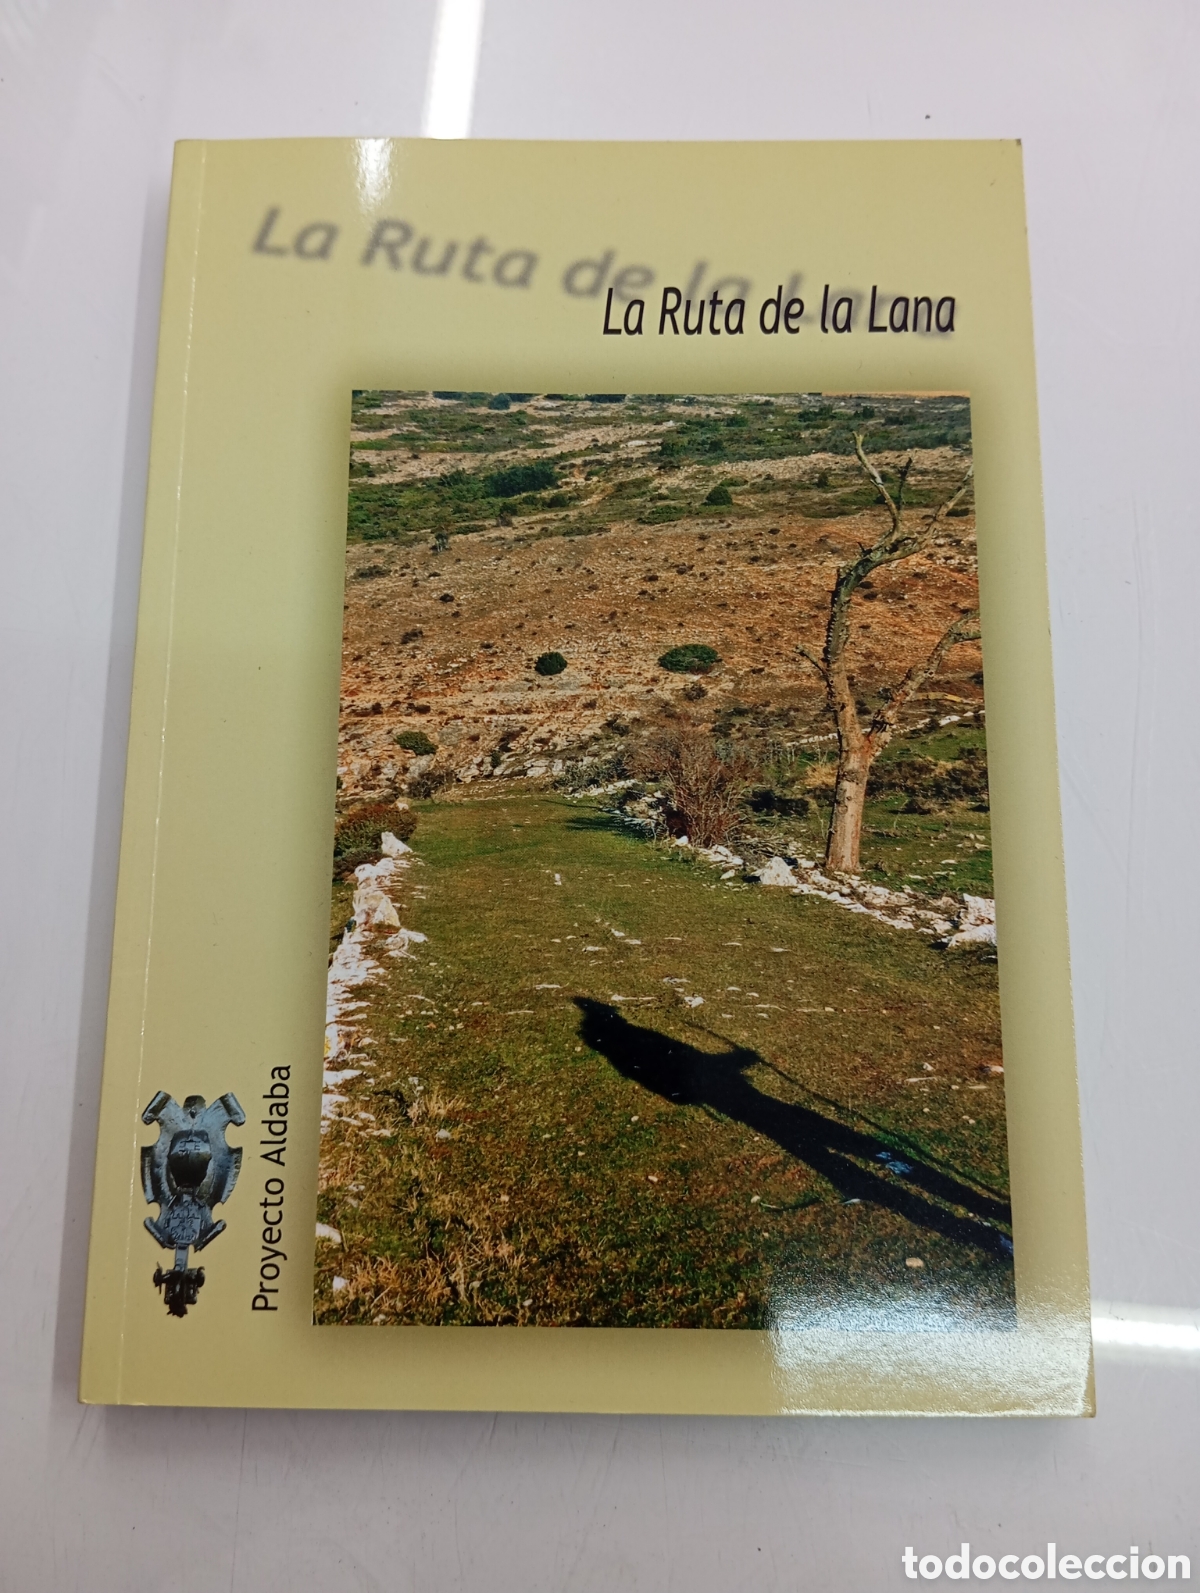 La Ruta de la Lana
La Ruta de la Lana
Proyecto Aldaba
todocoleccion